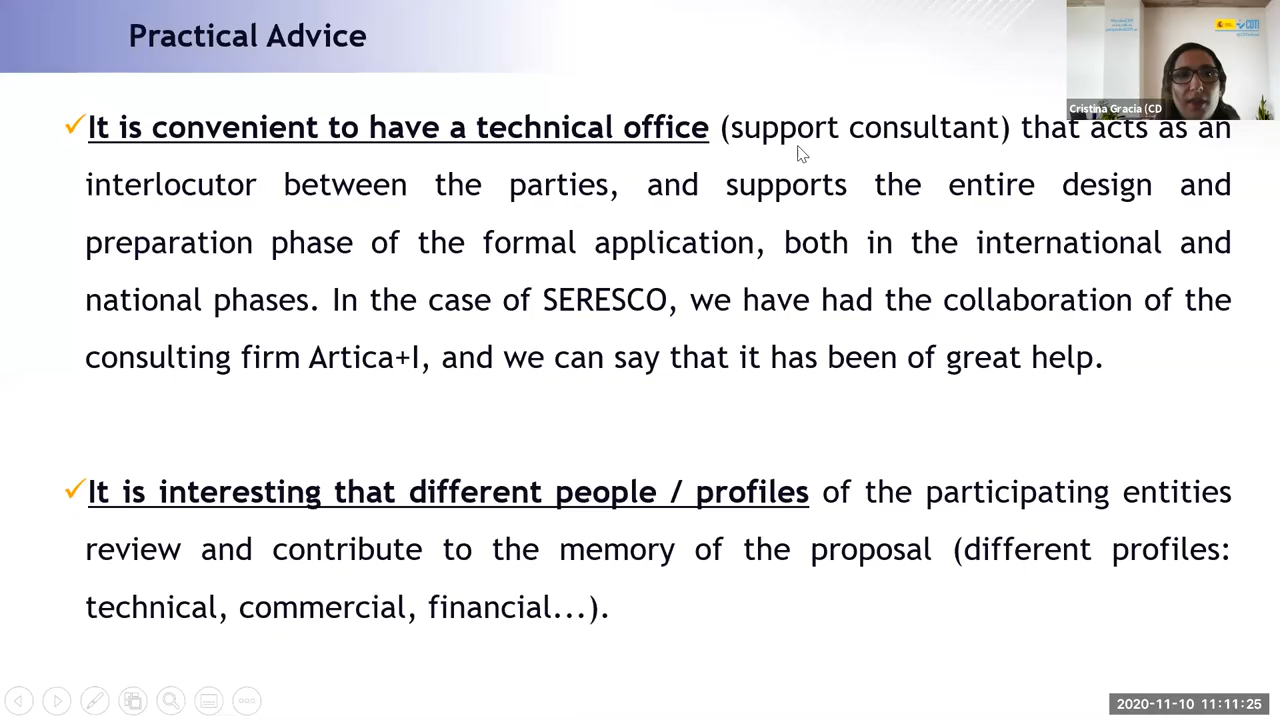 Practical Advice
Cristina Gracia (CD
✓It is convenient to have a technical office (support consultant) that acts as an
interlocutor between the parties, and supports the entire design and
preparation phase of the formal application, both in the international and
national phases. In the case of SERESCO, we have had the collaboration of the
consulting firm Artica+I, and we can say that it has been of great help.
✓It is interesting that different people / profiles of the participating entities
review and contribute to the memory of the proposal (different profiles:
technical, commercial, financial...).
2020-11-10 11:11:25